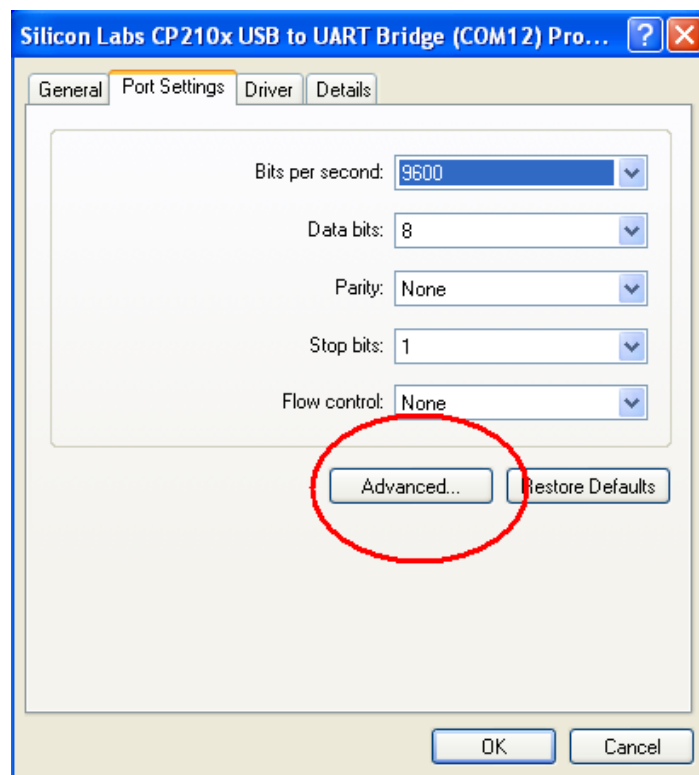 Silicon Labs CP210x USB to UART Bridge (COM12) Pro...
General Port Settings Driver Details
Bits per second: 9600
Data bits: 8
Parity: None
Stop bits: 1
Flow control: None
Advanced... Restore Defaults
OK Cancel